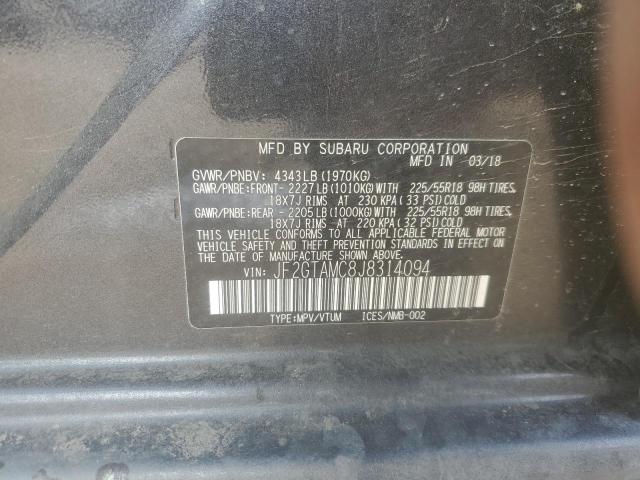 MFD BY SUBARU CORPORATION
MFD IN 03/18
GVWR/PNBV: 4343LB(1970KG)
GAWR/PNBE:FRONT- 2227LB(1010KG)WITH 225/55R18 98H TIRES,
18X7J RIMS AT 230 KPA( 33 PSI)COLD
GAWR/PNBE:REAR - 2205LB(1000KG)WITH 225/55R18 98H TIRES,
18X7J RIMS AT 220 KPA( 32 PSI)COLD
THIS VEHICLE CONFORMS TO ALL APPLICABLE FEDERAL MOTOR
VEHICLE SAFETY AND THEFT PREVENTION STANDARDS IN EFFECT ON
THE DATE OF MANUFACTURE SHOWN ABOVE.
VIN: JF2GTAMC8J8314094
TYPE:MPV/VTUM ICES/NMB-002